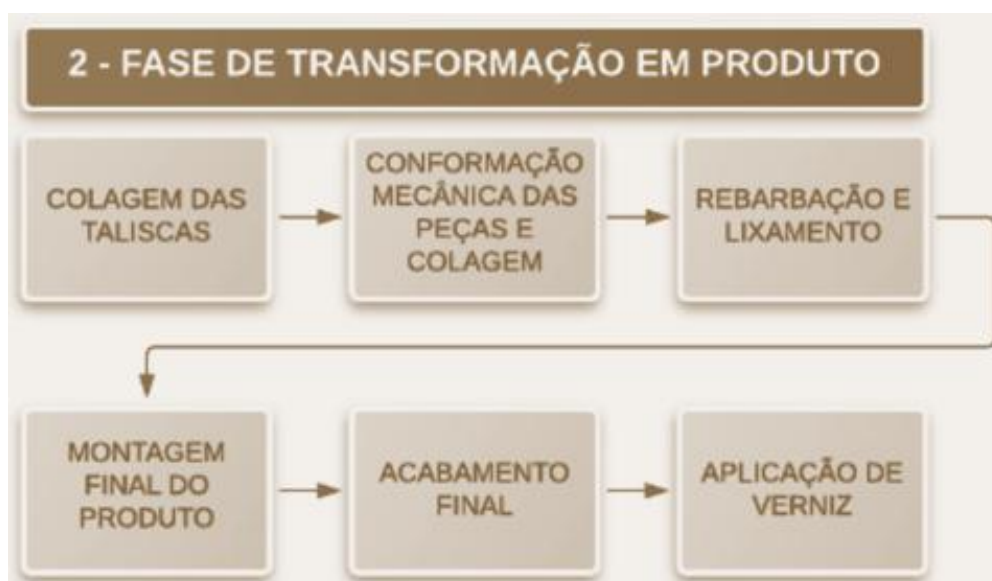 2 - FASE DE TRANSFORMAÇÃO EM PRODUTO
COLAGEM DAS
TALISCAS
CONFORMAÇÃO
MECÂNICA DAS
PEÇAS E
COLAGEM
REBARBAÇÃO E
LIXAMENTO
MONTAGEM
FINAL DO
PRODUTO
ACABAMENTO
FINAL
APLICAÇÃO DE
VERNIZ